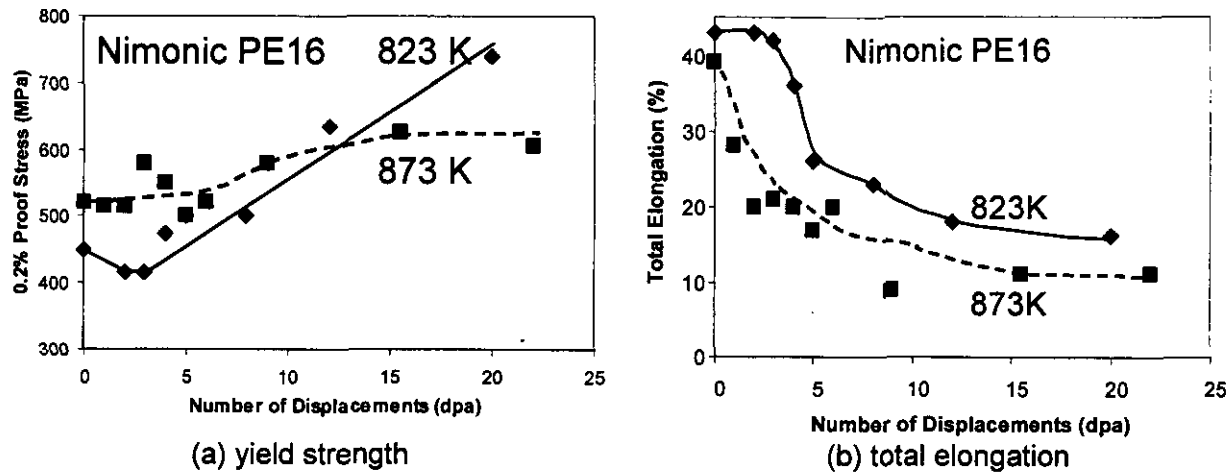 Nimonic PE16
823 K
873 K
0.2% Proof Stress (MPa)
800
700
600
500
400
300
0
5
10
15
20
25
Number of Displacements (dpa)
(a) yield strength
Nimonic PE16
823K
873K
Total Elongation (%)
40
30
20
10
0
0
5
10
15
20
25
Number of Displacements (dpa)
(b) total elongation